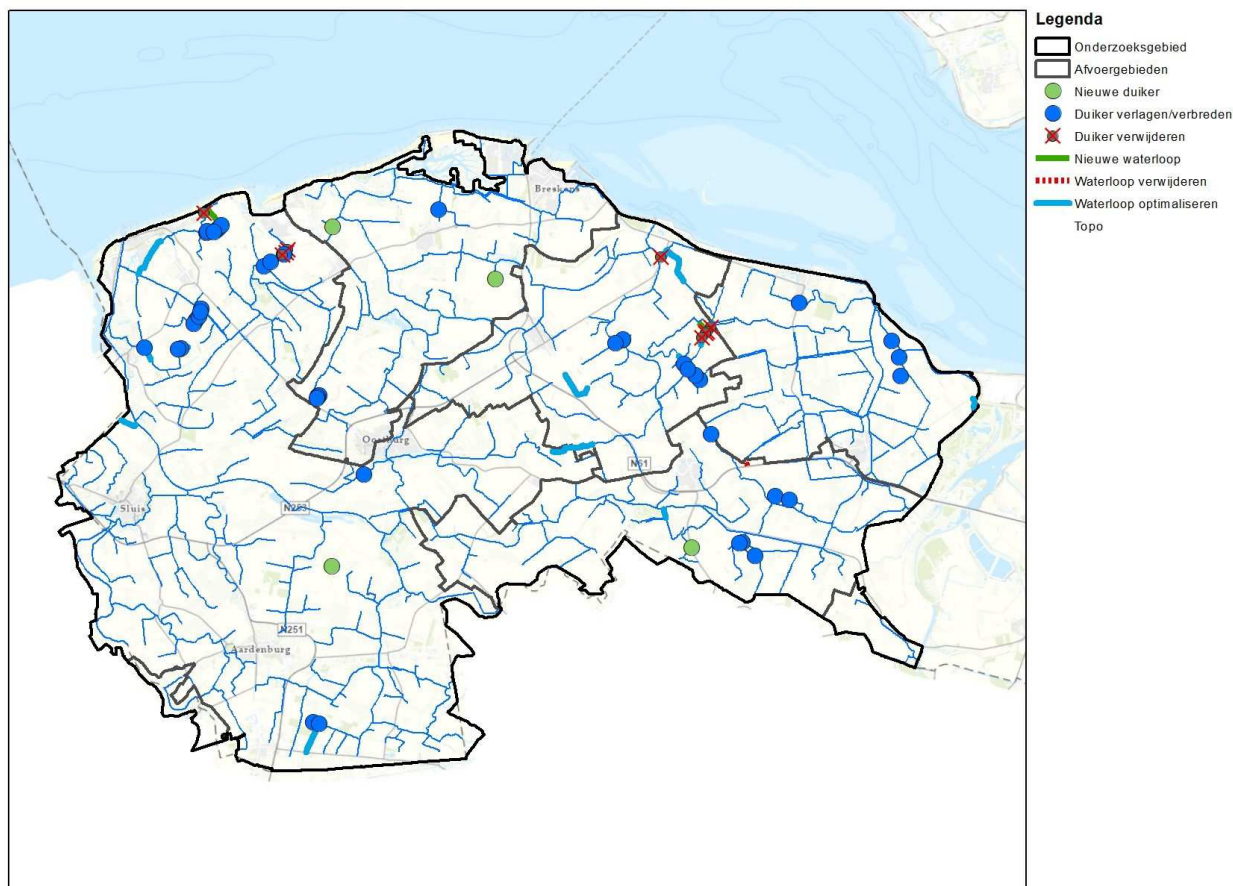 Legenda
Onderzoeksgebied
Afvoergebieden
Nieuwe duiker
Duiker verlagen/verbreden
Duiker verwijderen
Nieuwe waterloop
Waterloop verwijderen
Waterloop optimaliseren
Topo
Breskens
Oostburg
N61
Sluis
N253
N251
Aardenburg